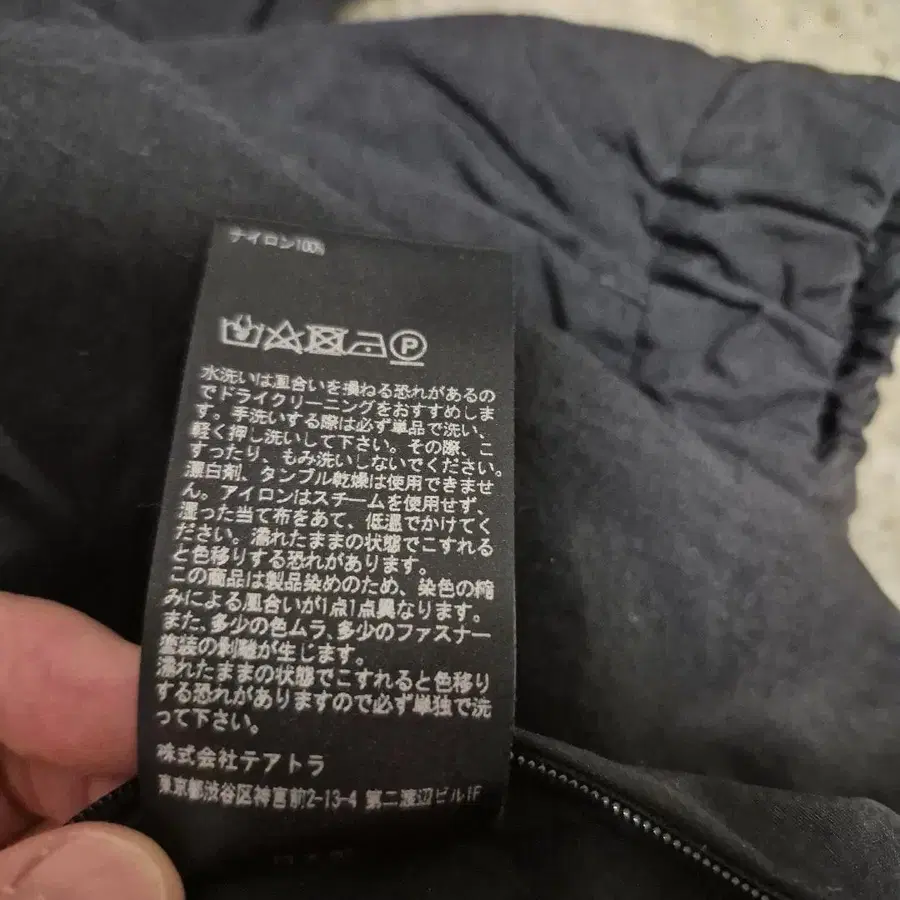 ナイロン100%
P
水洗いは風合いを損ねる恐れがあるの
でドライクリーニングをおすすめしま
す。手洗いする際は必ず単品で洗い、
軽く押し洗いして下さい。その際、こ
すったり、もみ洗いしないでください。
漂白剤、タンブル乾燥は使用できませ
ん。アイロンはスチームを使用せず、
湿った当て布をあて、低温でかけてく
ださい。濡れたままの状態でこすれる
と色移りする恐れがあります。
この商品は製品染めのため、染色の縮
みによる風合いが1点1点異なります。
また、多少の色ムラ、多少のファスナー
塗装の剥離が生じます。
濡れたままの状態でこすれると色移り
する恐れがありますので必ず単独で洗
って下さい。
株式会社テアトラ
東京都渋谷区神宮前2-13-4 第二渡辺ビル1F